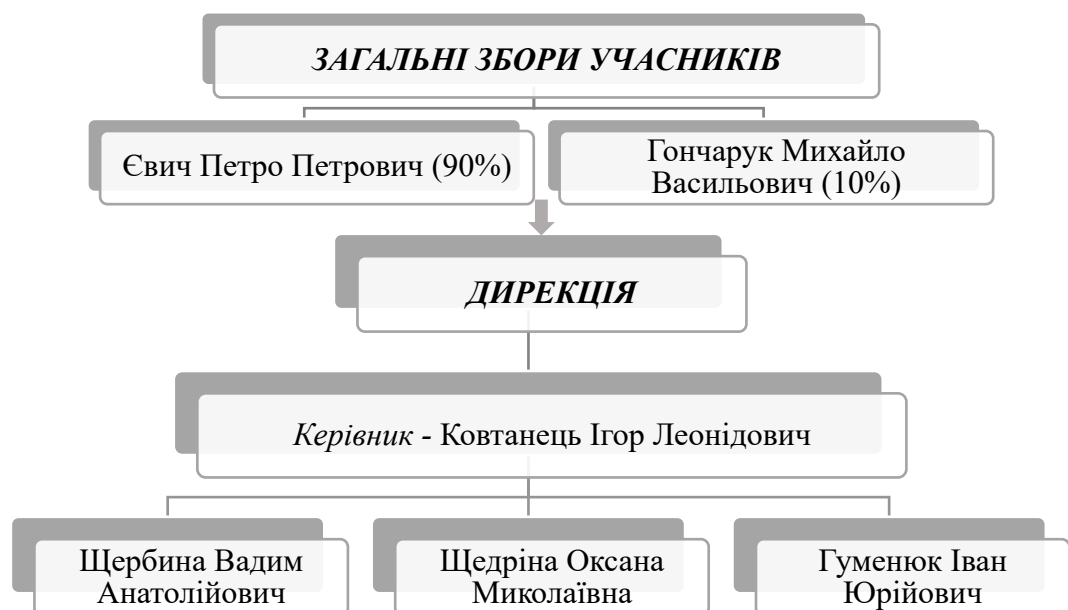 ЗАГАЛЬНІ ЗБОРИ УЧАСНИКІВ
Євич Петро Петрович (90%)
Гончарук Михайло
Васильович (10%)
ДИРЕКЦІЯ
Керівник - Ковтанець Ігор Леонідович
Щербина Вадим
Анатолійович
Щедріна Оксана
Миколаївна
Гуменюк Іван
Юрійович